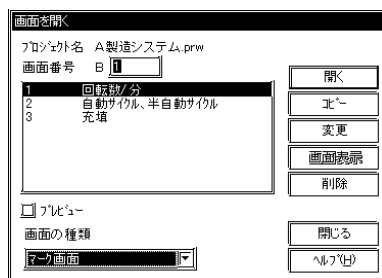 画面を開く
ﾌﾟﾛｼﾞｪｸﾄ名 A製造システム.prw
画面番号 B 1
1 回転数/分
2 自動ｻｲｸﾙ、半自動ｻｲｸﾙ
3 充填
開く
ｺﾋﾟｰ
変更
画面表示
削除
ﾌﾟﾚﾋﾞｭｰ
画面の種類
閉じる
ﾏｰｸ画面
ﾍﾙﾌﾟ(H)